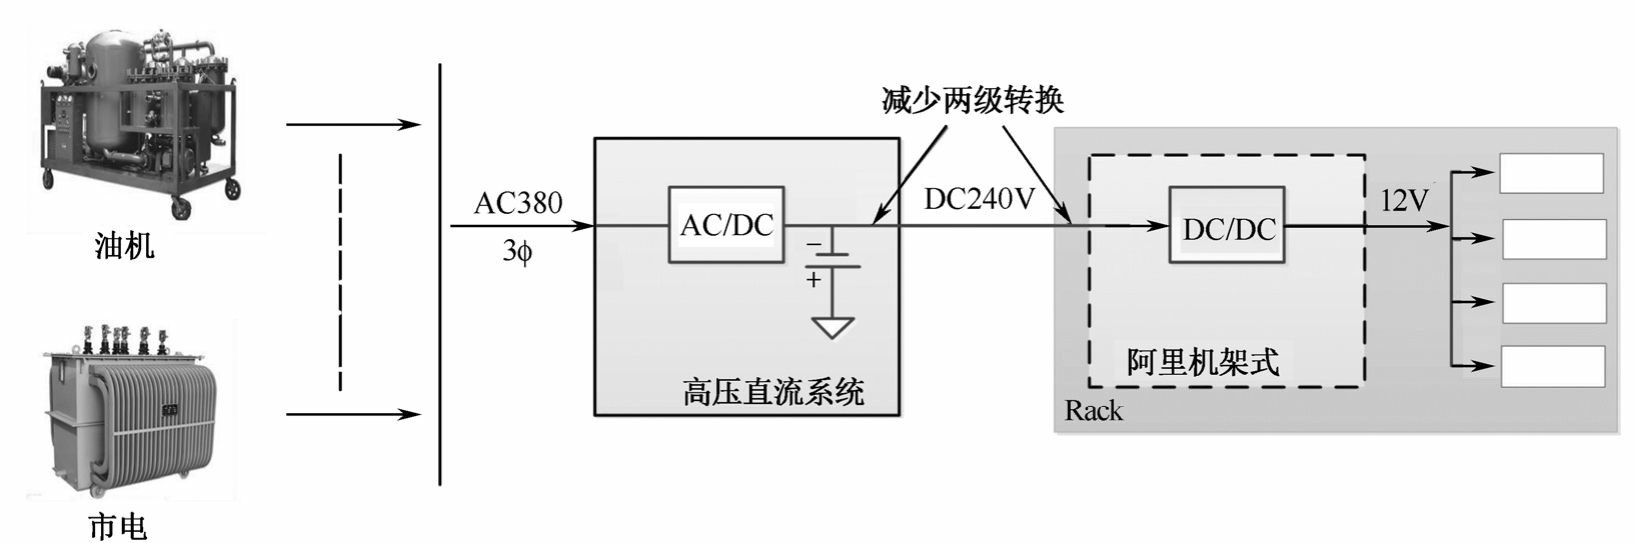 减少两级转换
AC380
3ϕ
AC/DC
−
+
DC240V
DC/DC
12V
油机
高压直流系统
阿里机架式
Rack
市电